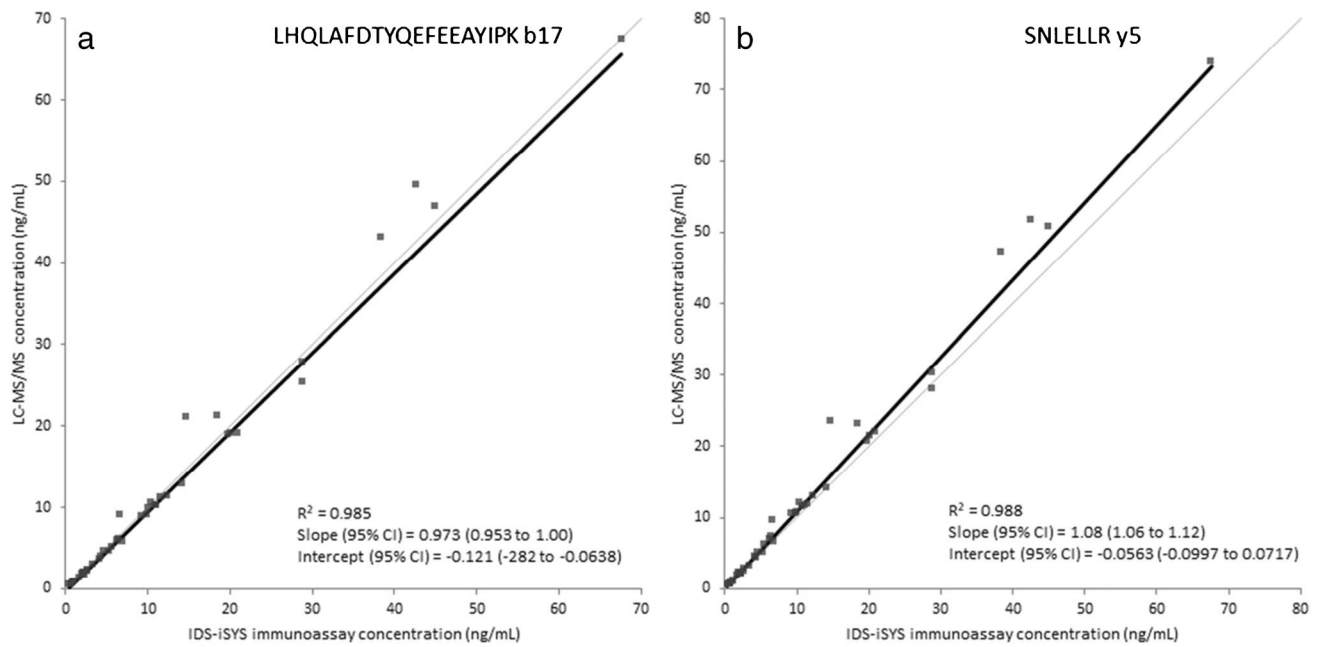 a
LHQLAFDTYQEFEEAYIPK b17
70
60
50
40
30
20
10
0
LC-MS/MS concentration (ng/mL)
R² = 0.985
Slope (95% CI) = 0.973 (0.953 to 1.00)
Intercept (95% CI) = -0.121 (-282 to -0.0638)
0 10 20 30 40 50 60 70
IDS-iSYS immunoassay concentration (ng/mL)
b
SNLELLR y5
80
70
60
50
40
30
20
10
0
LC-MS/MS concentration (ng/mL)
R² = 0.988
Slope (95% CI) = 1.08 (1.06 to 1.12)
Intercept (95% CI) = -0.0563 (-0.0997 to 0.0717)
0 10 20 30 40 50 60 70 80
IDS-iSYS immunoassay concentration (ng/mL)